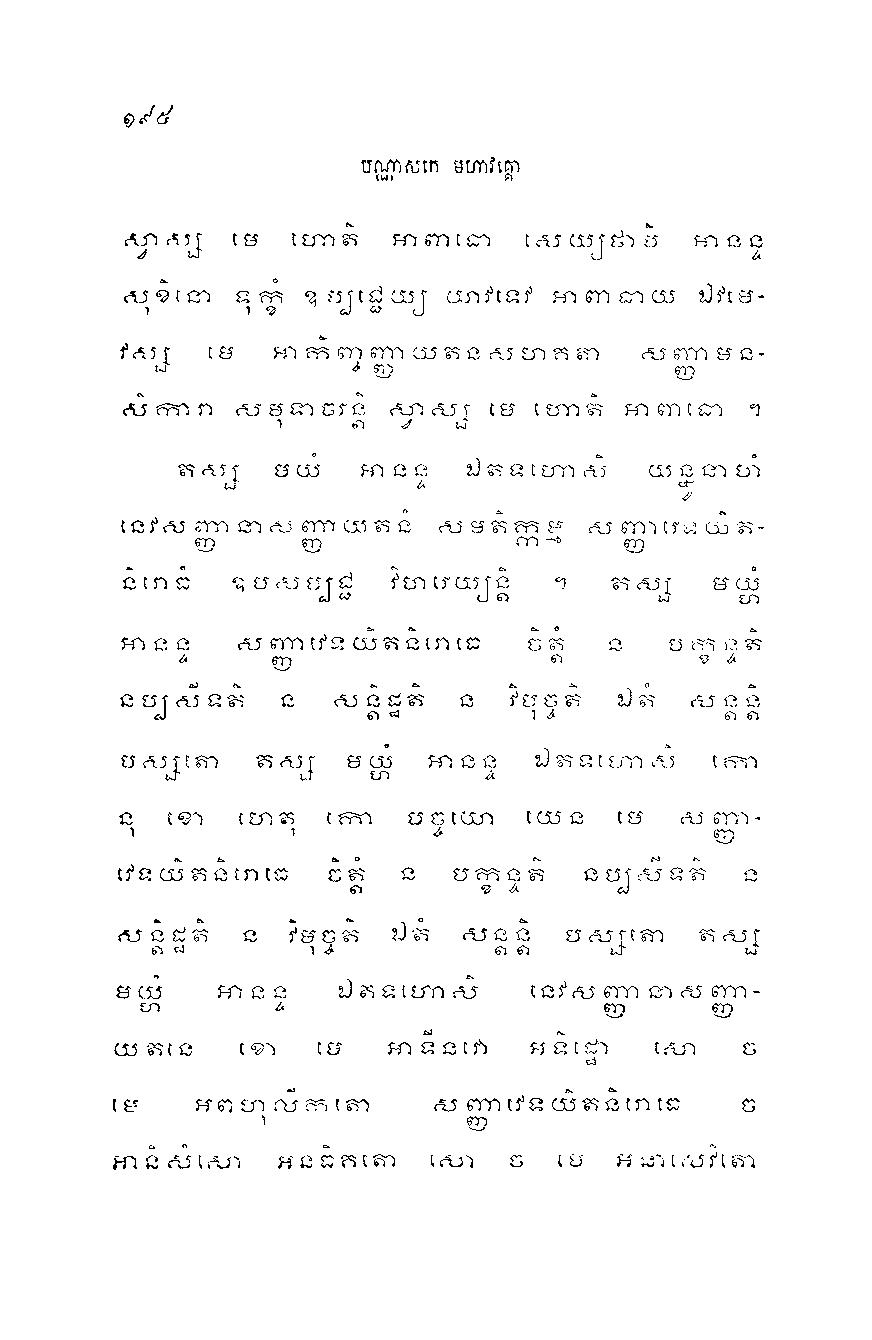 ១៩៥
បណ្ណាសកេ មហាវគ្គោ
ស្វាស្ស មេ ហោតិ អាពាធោ សេយ្យថាបិ អានន្ទ
សុខិនោ ទុក្ខំ ឧប្បជ្ជេយ្យ យាវទេវ អាពាធាយ ឯវមេ-
វស្ស មេ អាកិញ្ចញ្ញាយតនសហគតា សញ្ញាមន-
សិការា សមុទាចរន្តិ ស្វាស្ស មេ ហោតិ អាពាធោ ។
តស្ស មយំ អានន្ទ ឯតទហោសិ យន្នូនាហំ
នេវសញ្ញានាសញ្ញាយតនំ សមតិក្កម្ម សញ្ញាវេទយិត-
និរោធំ ឧបសម្បជ្ជ វិហរេយ្យន្តិ ។ តស្ស មយ្ហំ
អានន្ទ សញ្ញាវេទយិតនិរោធេ ចិត្តំ ន បក្ខន្ទតិ
នប្បសីទតិ ន សន្តិដ្ឋតិ ន វិមុច្ចតិ ឯតំ សន្តន្តិ
បស្សតោ តស្ស មយ្ហំ អានន្ទ ឯតទហោសិ កោ
នុ ខោ ហេតុ កោ បច្ចយោ យេន មេ សញ្ញា-
វេទយិតនិរោធេ ចិត្តំ ន បក្ខន្ទតិ នប្បសីទតិ ន
សន្តិដ្ឋតិ ន វិមុច្ចតិ ឯតំ សន្តន្តិ បស្សតោ តស្ស
មយ្ហំ អានន្ទ ឯតទហោសិ នេវសញ្ញានាសញ្ញា-
យតនេ ខោ មេ អាទីនវោ អទិដ្ឋោ សោ ច
មេ អពហុលីកតោ សញ្ញាវេទយិតនិរោធេ ច
អានិសំសោ អនធិគតោ សោ ច មេ អនាសេវិតោ